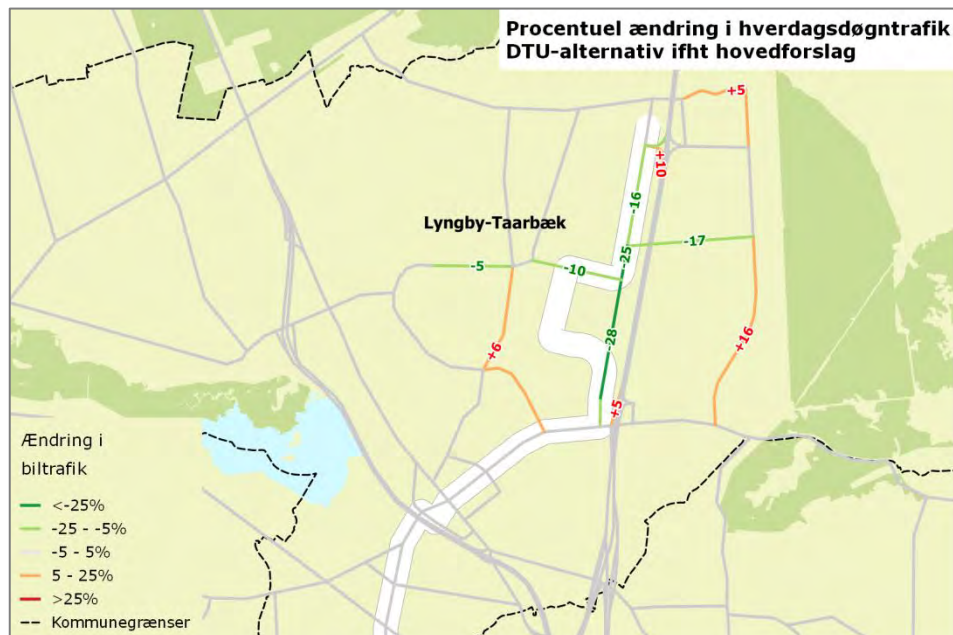 Procentuel ændring i hverdagsdøgntrafik
DTU-alternativ ifht hovedforslag
+5
+10
-16
Lyngby-Taarbæk
-17
-25
-5
-10
-28
+6
+16
+5
Ændring i
biltrafik
<-25%
-25 - -5%
-5 - 5%
5 - 25%
>25%
Kommunegrænser